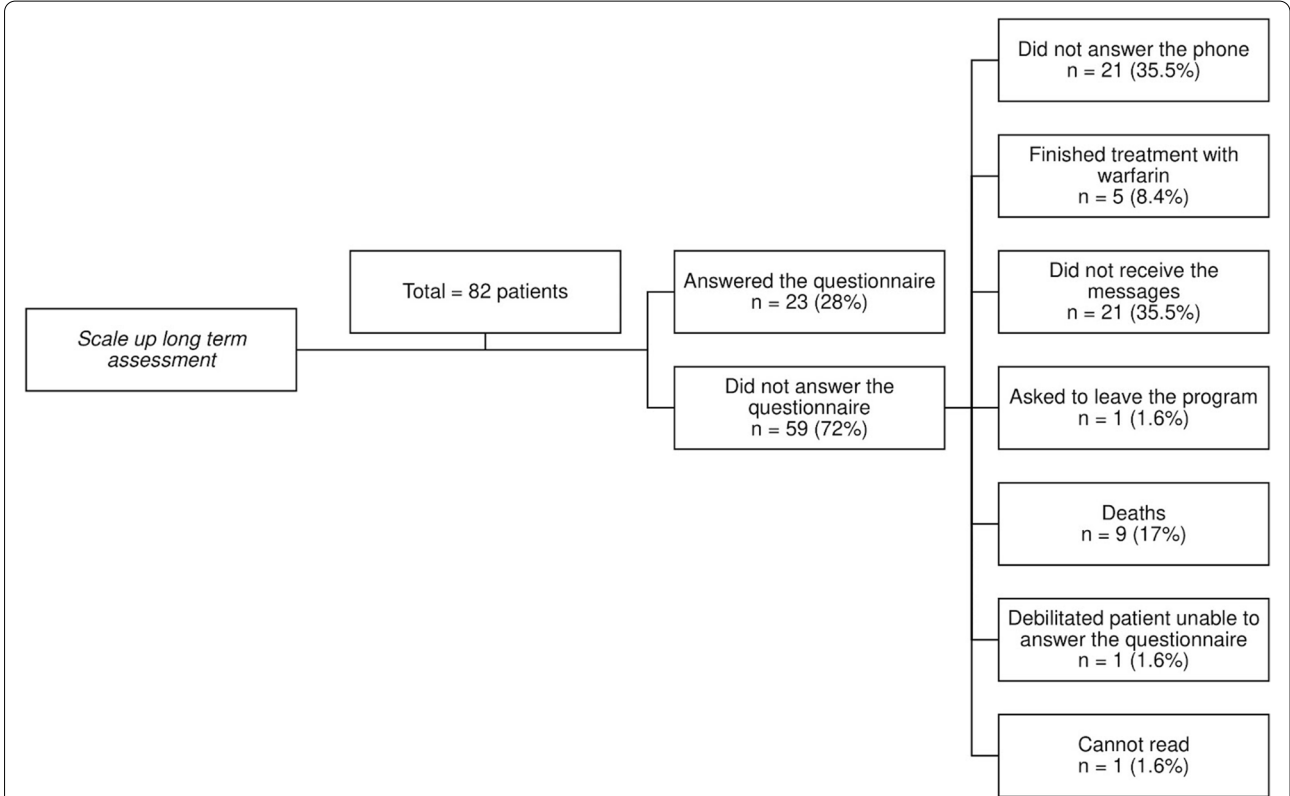 Scale up long term
assessment
Total = 82 patients
Answered the questionnaire
n = 23 (28%)
Did not answer the
questionnaire
n = 59 (72%)
Did not answer the phone
n = 21 (35.5%)
Finished treatment with
warfarin
n = 5 (8.4%)
Did not receive the
messages
n = 21 (35.5%)
Asked to leave the program
n = 1 (1.6%)
Deaths
n = 9 (17%)
Debilitated patient unable to
answer the questionnaire
n = 1 (1.6%)
Cannot read
n = 1 (1.6%)